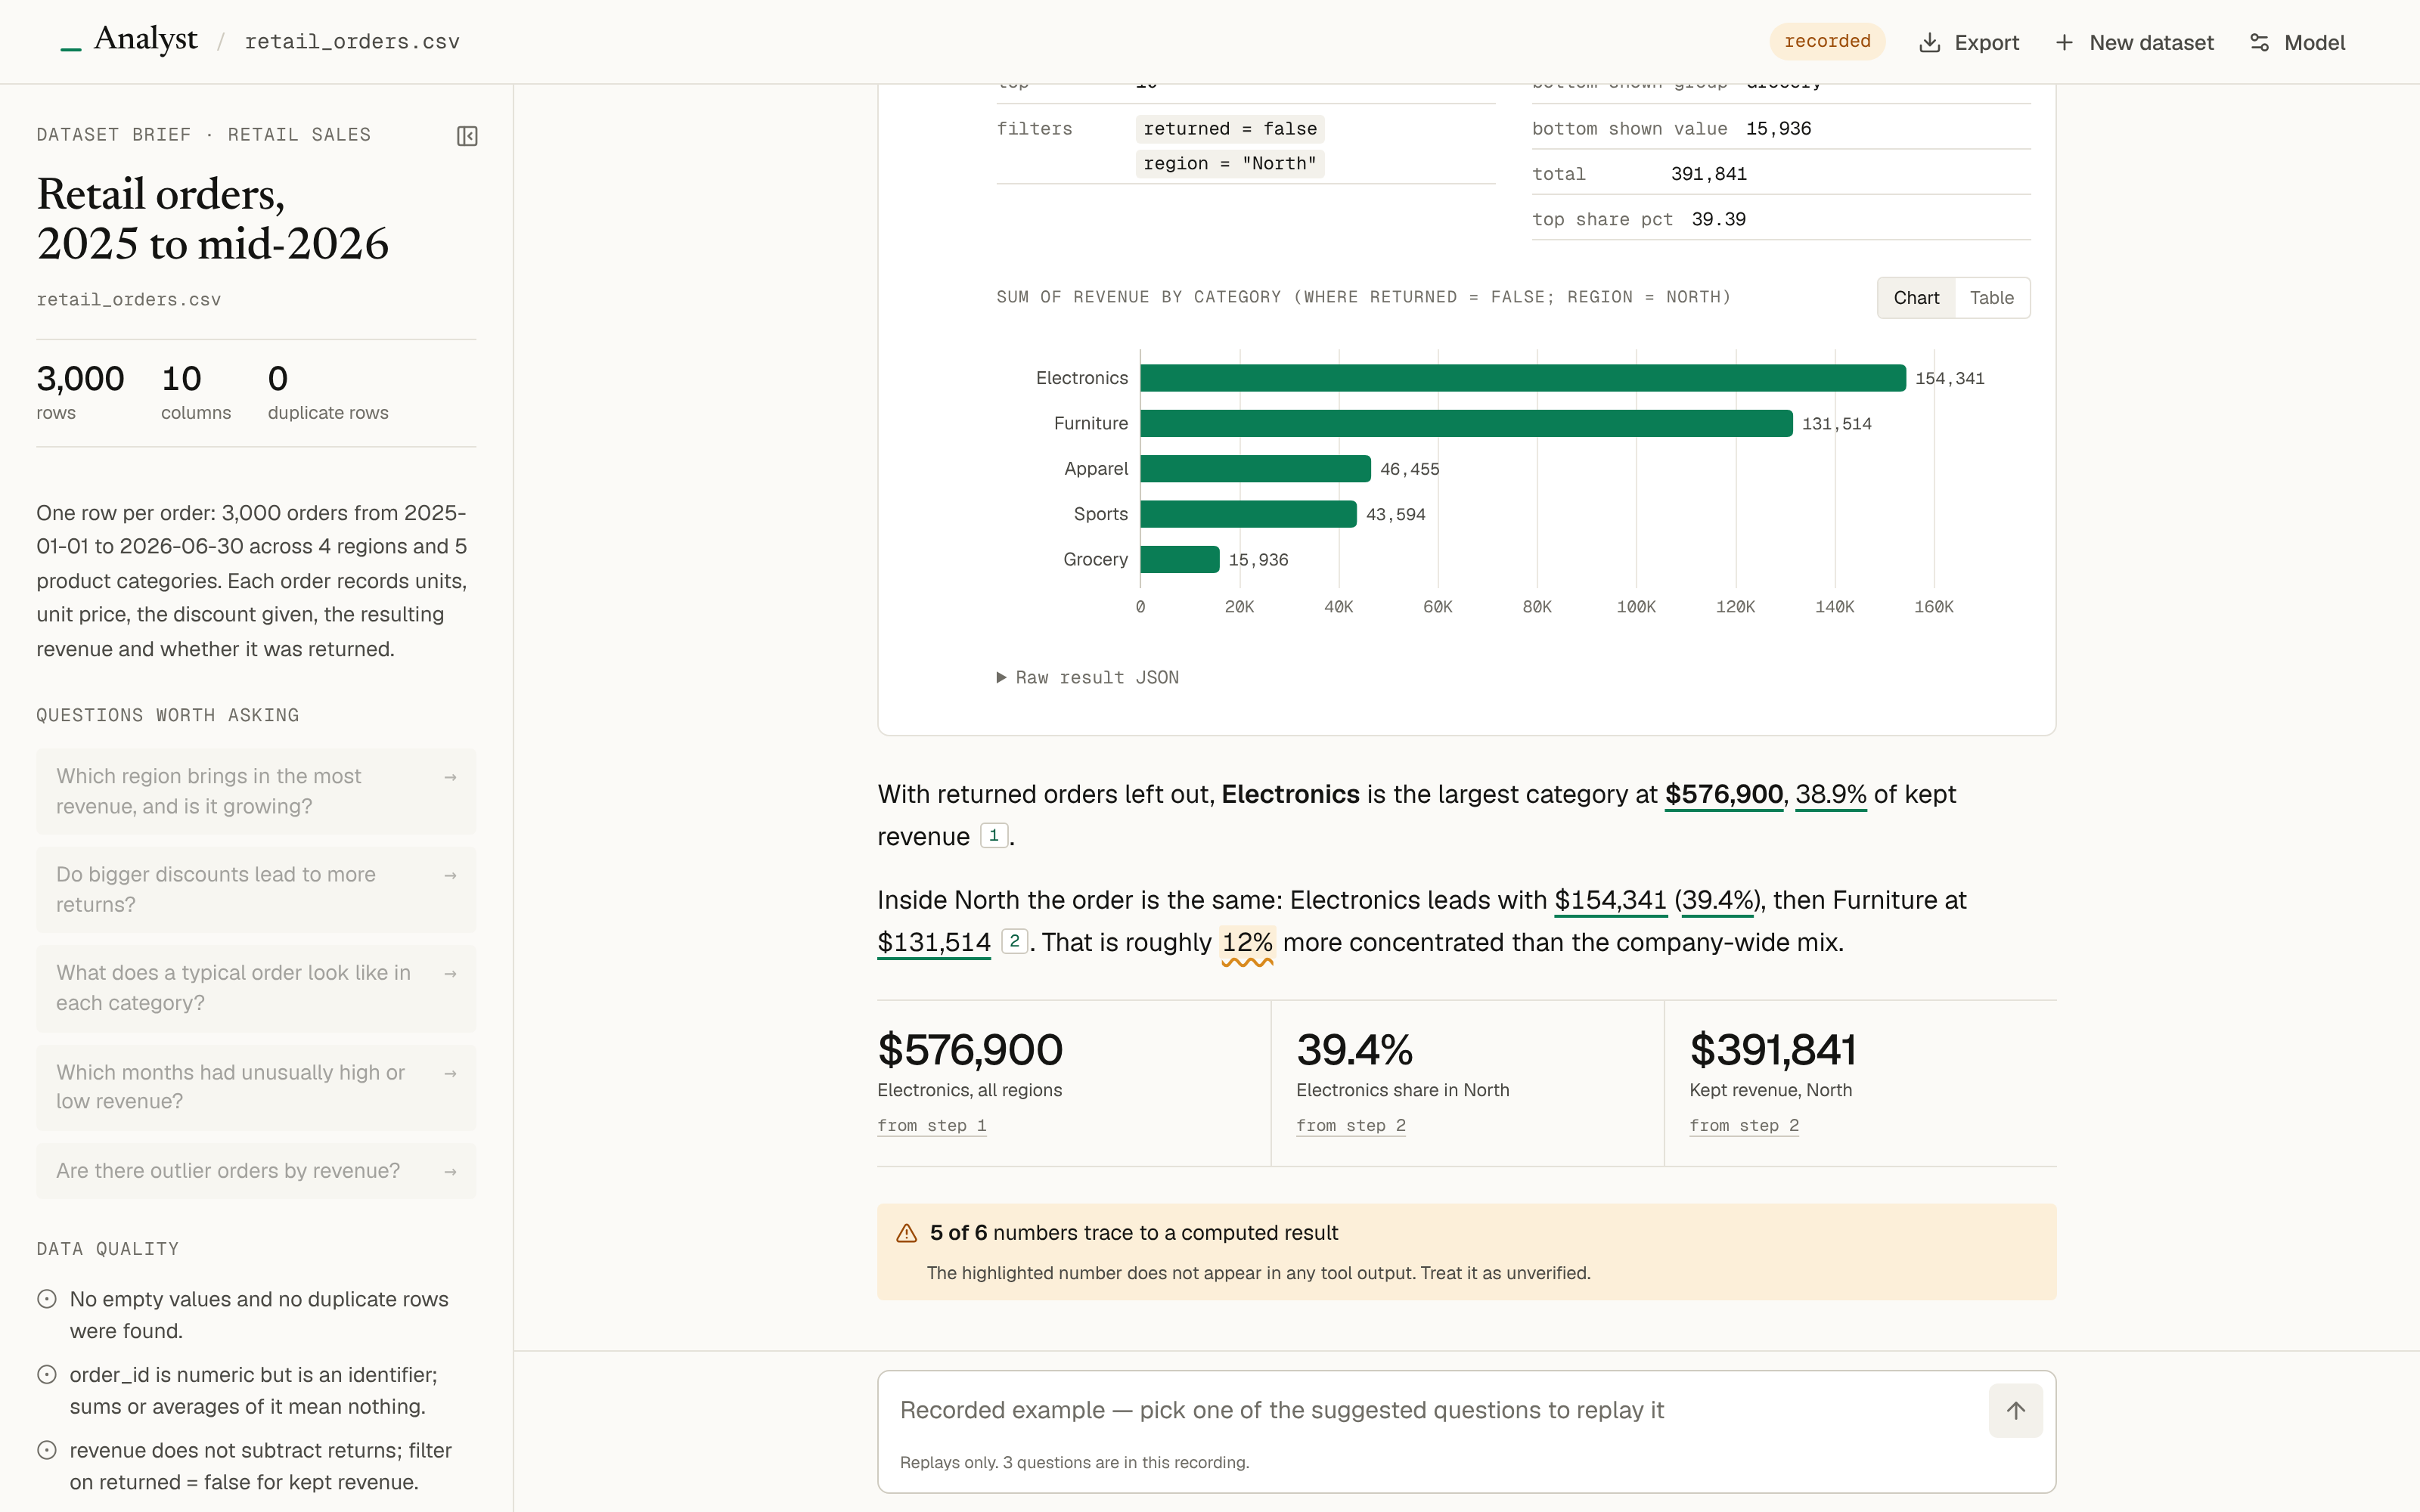 Analyst / retail_orders.csv
recorded
Export
New dataset
Model
DATASET BRIEF · RETAIL SALES
Retail orders,
2025 to mid-2026
retail_orders.csv
3,000 10 0
rows columns duplicate rows
One row per order: 3,000 orders from 2025-
01-01 to 2026-06-30 across 4 regions and 5
product categories. Each order records units,
unit price, the discount given, the resulting
revenue and whether it was returned.
QUESTIONS WORTH ASKING
Which region brings in the most →
revenue, and is it growing?
Do bigger discounts lead to more →
returns?
What does a typical order look like in →
each category?
Which months had unusually high or →
low revenue?
Are there outlier orders by revenue? →
DATA QUALITY
No empty values and no duplicate rows
were found.
order_id is numeric but is an identifier;
sums or averages of it mean nothing.
revenue does not subtract returns; filter
on returned = false for kept revenue.
filters returned = false
region = "North"
bottom shown value 15,936
total 391,841
top share pct 39.39
SUM OF REVENUE BY CATEGORY (WHERE RETURNED = FALSE; REGION = NORTH)
Chart Table
Electronics 154,341
Furniture 131,514
Apparel 46,455
Sports 43,594
Grocery 15,936
0 20K 40K 60K 80K 100K 120K 140K 160K
Raw result JSON
With returned orders left out, Electronics is the largest category at $576,900, 38.9% of kept
revenue 1.
Inside North the order is the same: Electronics leads with $154,341 (39.4%), then Furniture at
$131,514 2. That is roughly 12% more concentrated than the company-wide mix.
$576,900
Electronics, all regions
from step 1
39.4%
Electronics share in North
from step 2
$391,841
Kept revenue, North
from step 2
5 of 6 numbers trace to a computed result
The highlighted number does not appear in any tool output. Treat it as unverified.
Recorded example — pick one of the suggested questions to replay it
Replays only. 3 questions are in this recording.